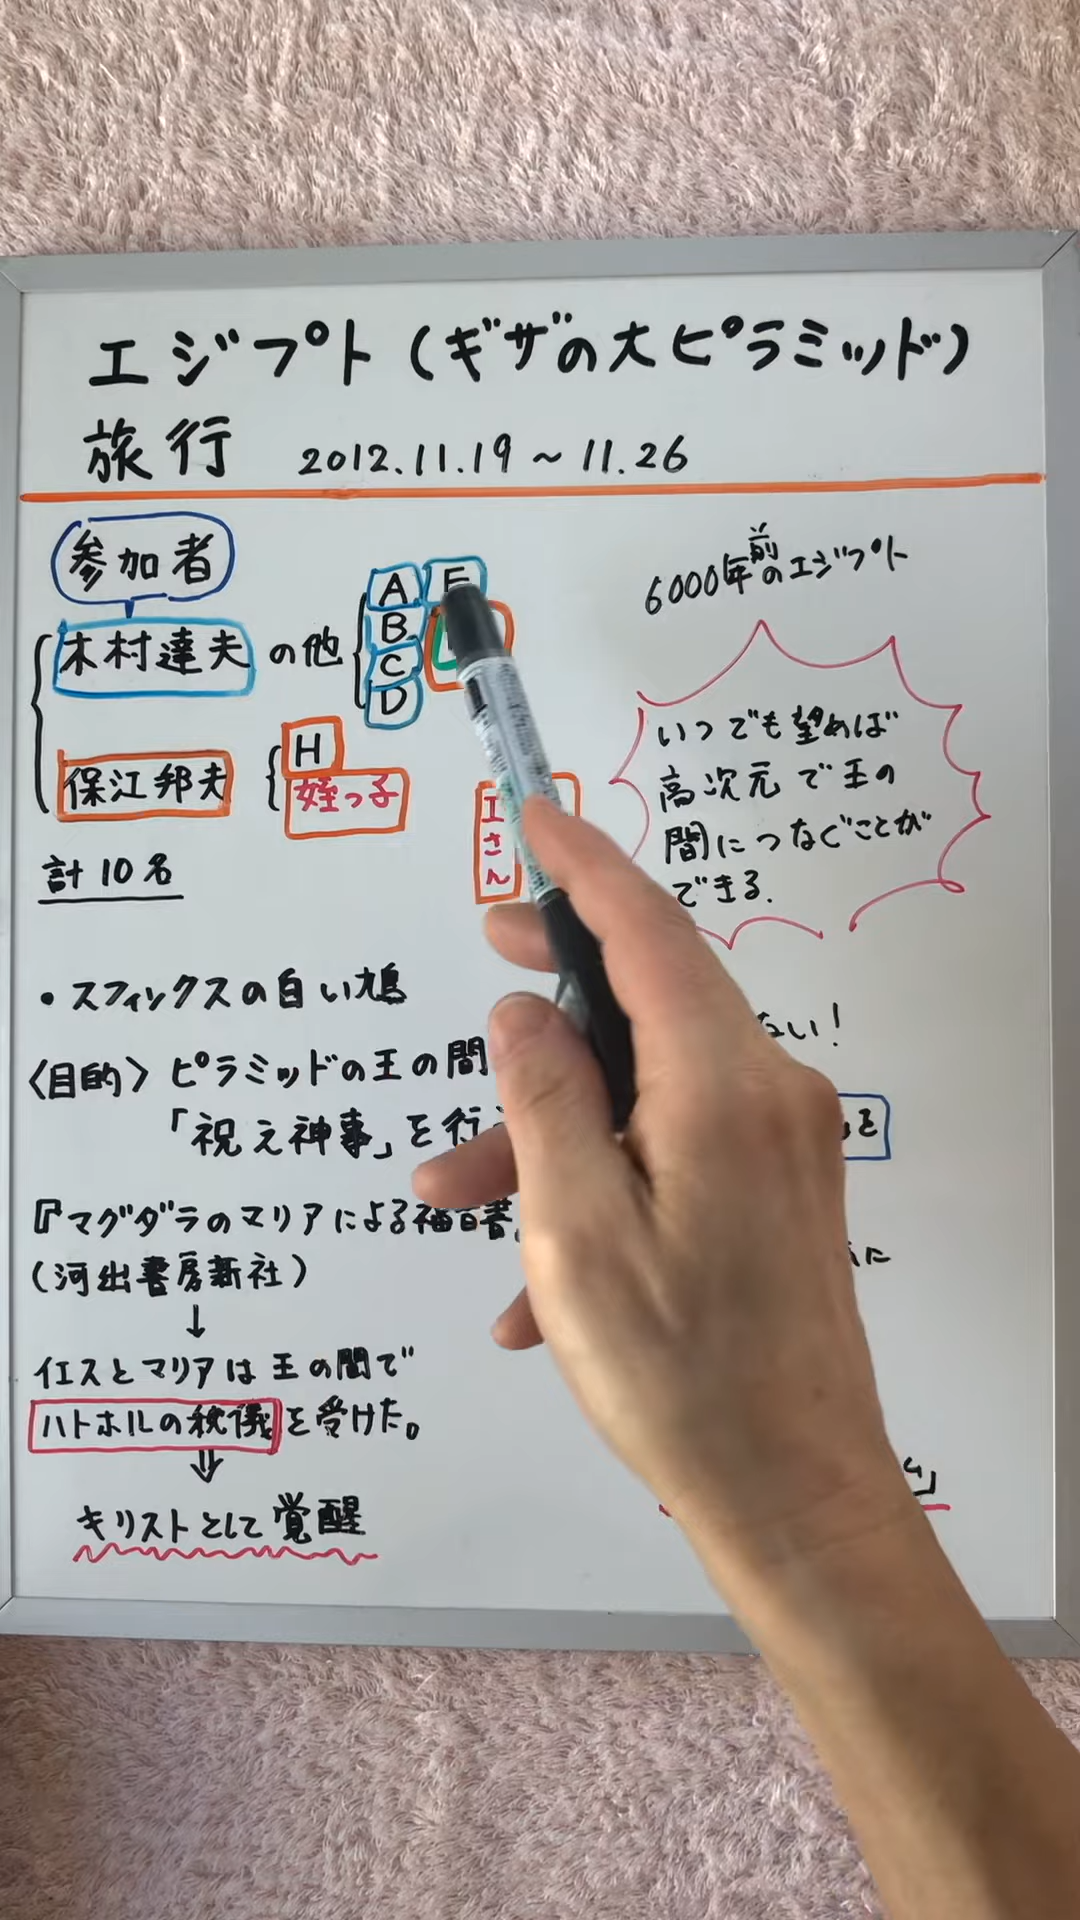 エジプト(ギザの大ピラミッド)
旅行 2012.11.19～11.26
参加者
木村達夫 の他
A
B
C
D
保江邦夫
H
姪っ子
計10名
エさん
・スフィンクスの白い鳩
〈目的〉ピラミッドの王の間
「祝え神事」を行
『マグダラのマリアによる福音書
(河出書房新社)
↓
イエスとマリアは王の間で
ハトホルの秘儀を受けた。
⇓
キリストとして覚醒
6000年前のエジプト
いつでも望めば
高次元で王の
間につなぐことが
できる.
ない!
を
に